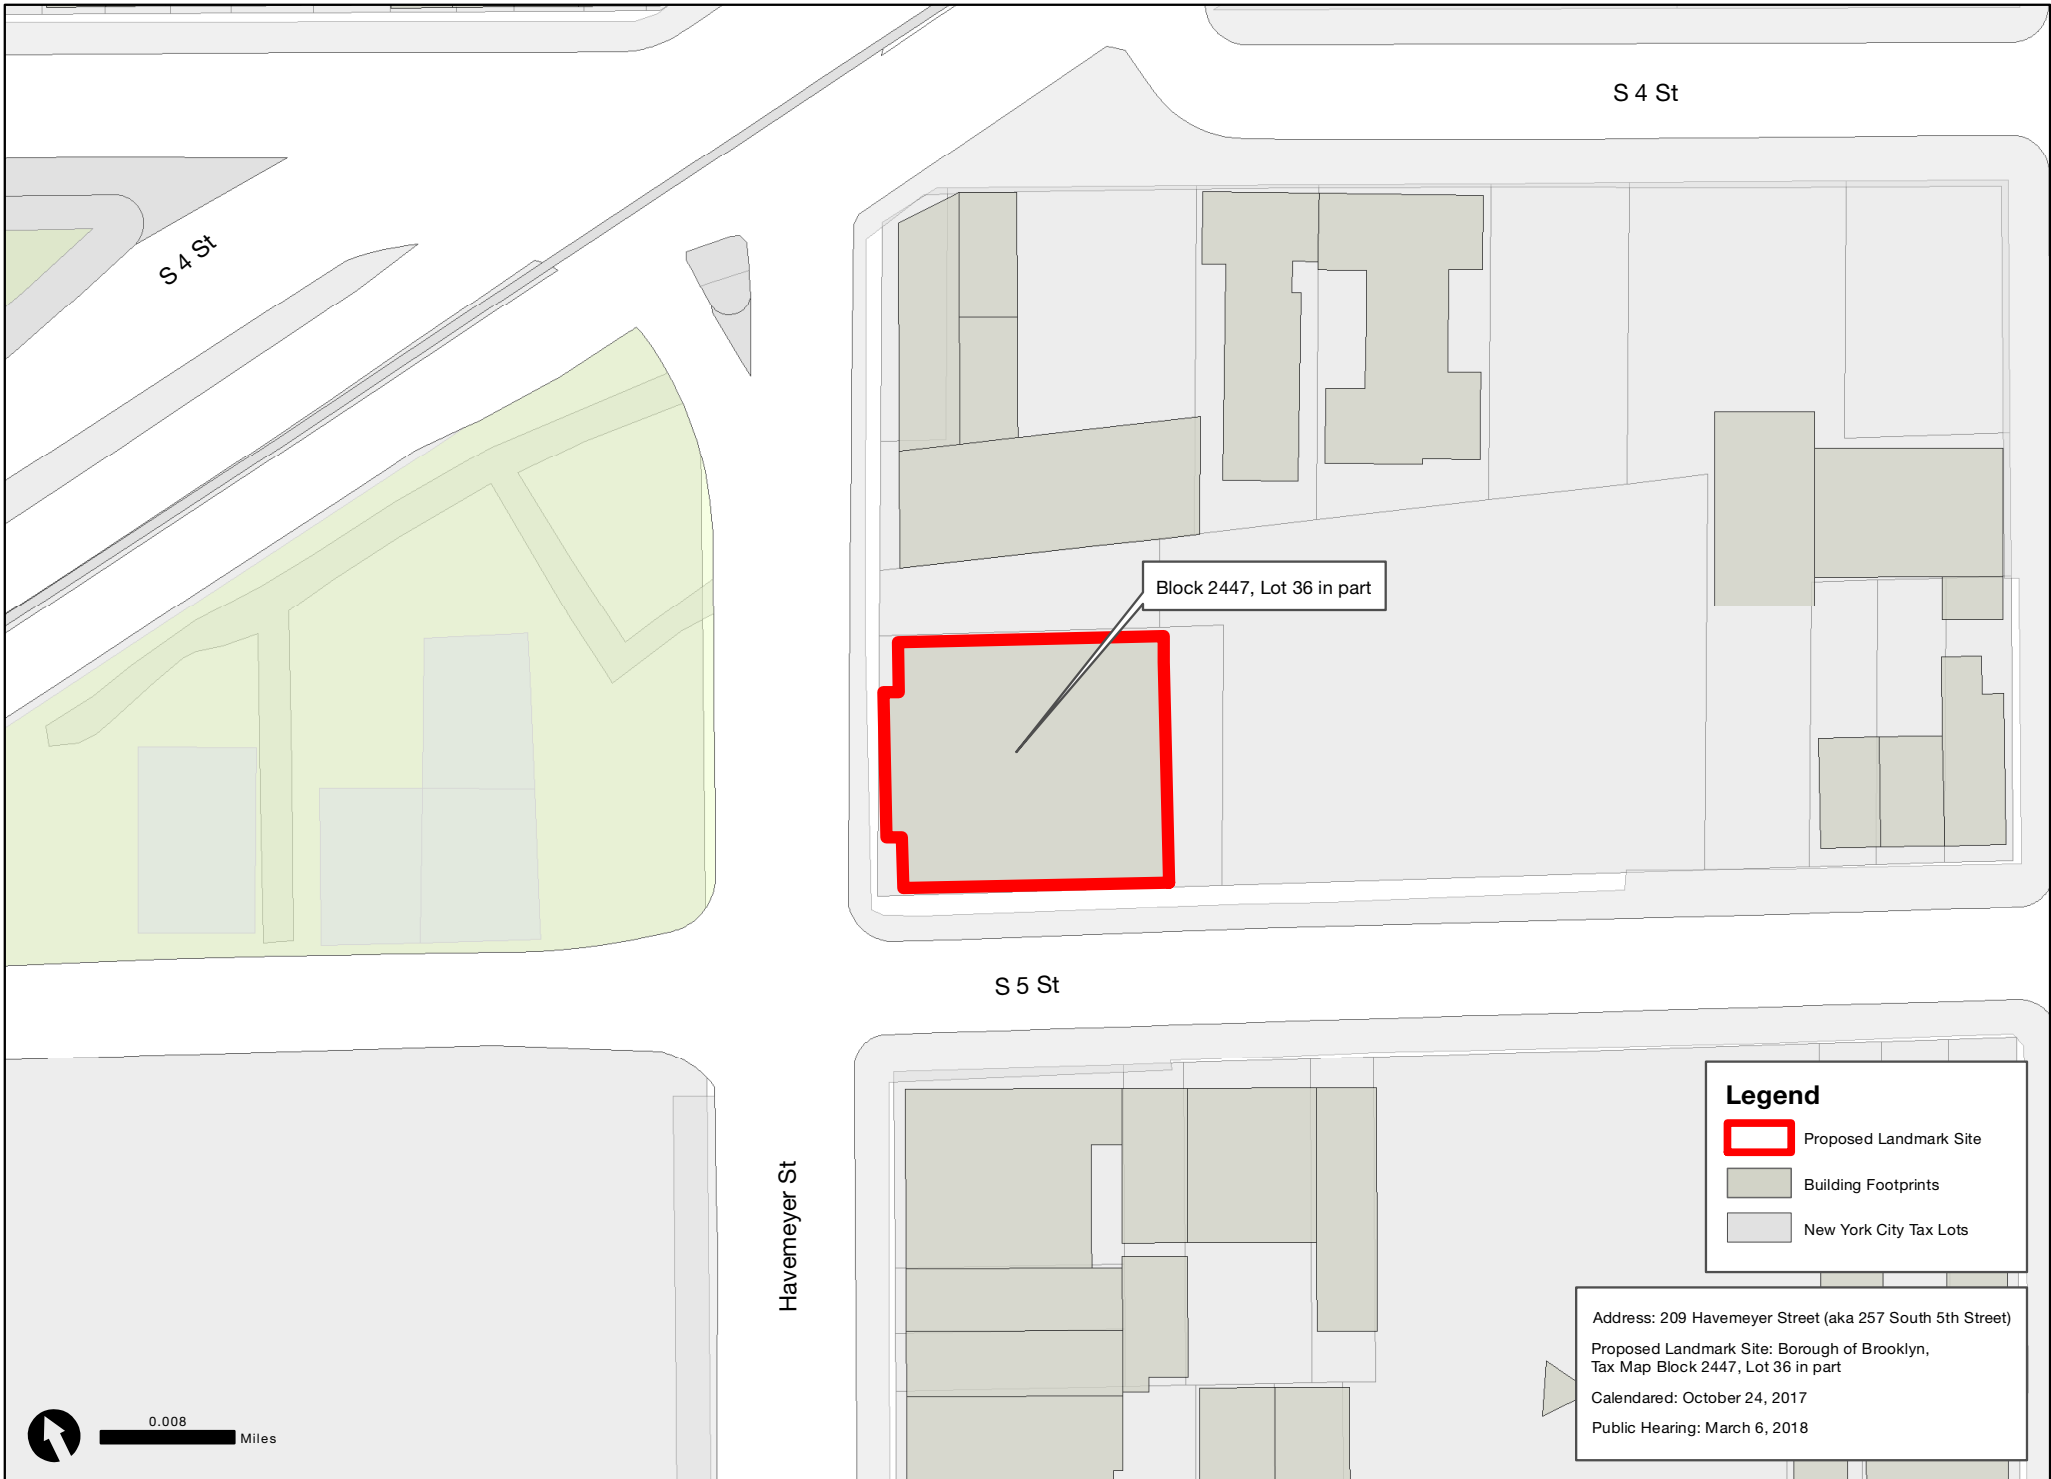 S 4 St
S 4 St
Block 2447, Lot 36 in part
S 5 St
Havemeyer St
Legend
Proposed Landmark Site
Building Footprints
New York City Tax Lots
Address: 209 Havemeyer Street (aka 257 South 5th Street)
Proposed Landmark Site: Borough of Brooklyn,
Tax Map Block 2447, Lot 36 in part
Calendared: October 24, 2017
Public Hearing: March 6, 2018
0.008
Miles